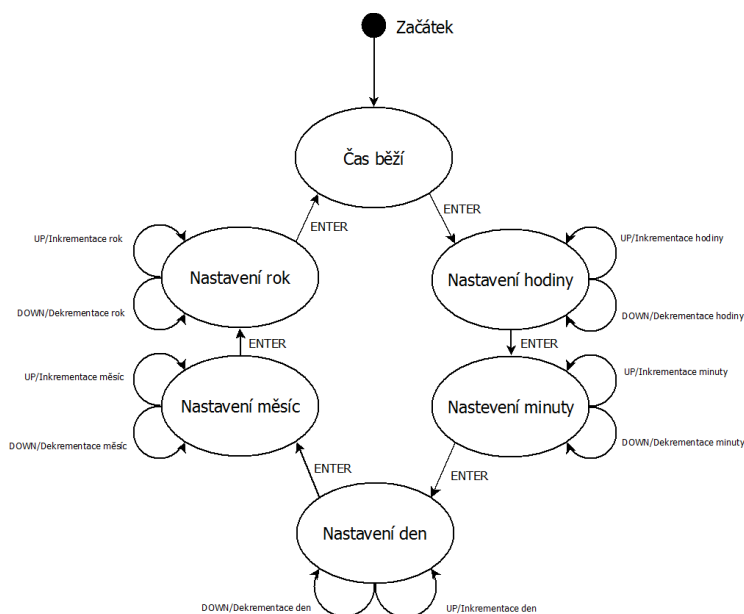 Začátek
Čas běží
ENTER
ENTER
UP/Inkrementace rok
UP/Inkrementace hodiny
Nastavení rok
Nastavení hodiny
DOWN/Dekrementace rok
DOWN/Dekrementace hodiny
ENTER
ENTER
UP/Inkrementace měsíc
UP/Inkrementace minuty
Nastavení měsíc
Nastevení minuty
DOWN/Dekrementace měsíc
DOWN/Dekrementace minuty
ENTER
ENTER
Nastavení den
DOWN/Dekrementace den
UP/Inkrementace den